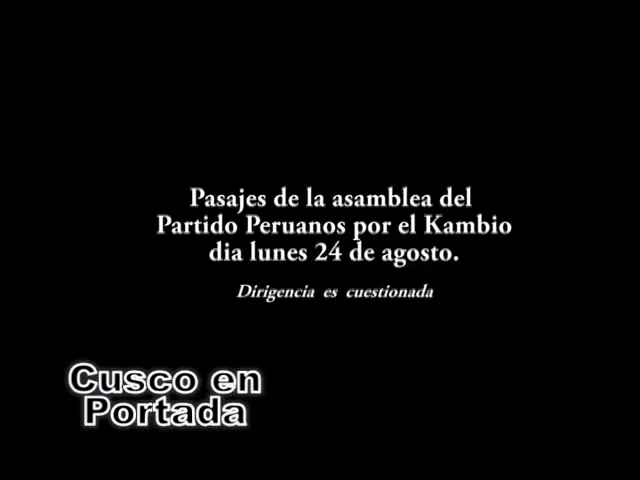 Pasajes de la asamblea del
Partido Peruanos por el Kambio
dia lunes 24 de agosto.
Dirigencia es cuestionada
Cusco en
Portada